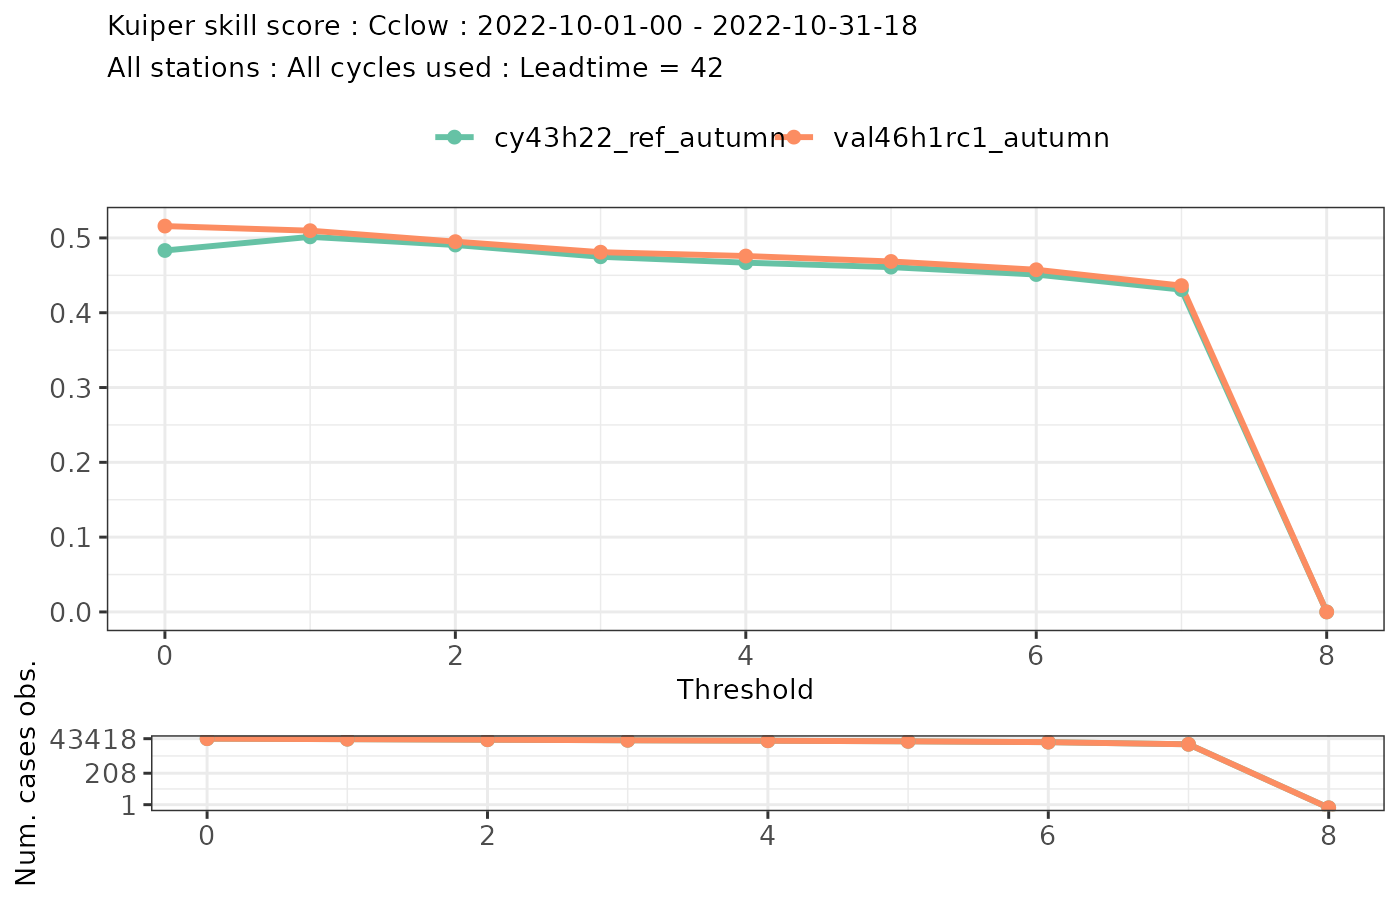 Kuiper skill score : Cclow : 2022-10-01-00 - 2022-10-31-18
All stations : All cycles used : Leadtime = 42
cy43h22_ref_autumn val46h1rc1_autumn
0.5
0.4
0.3
0.2
0.1
0.0
0 2 4 6 8
Threshold
Num. cases obs.
43418
208
1
0 2 4 6 8